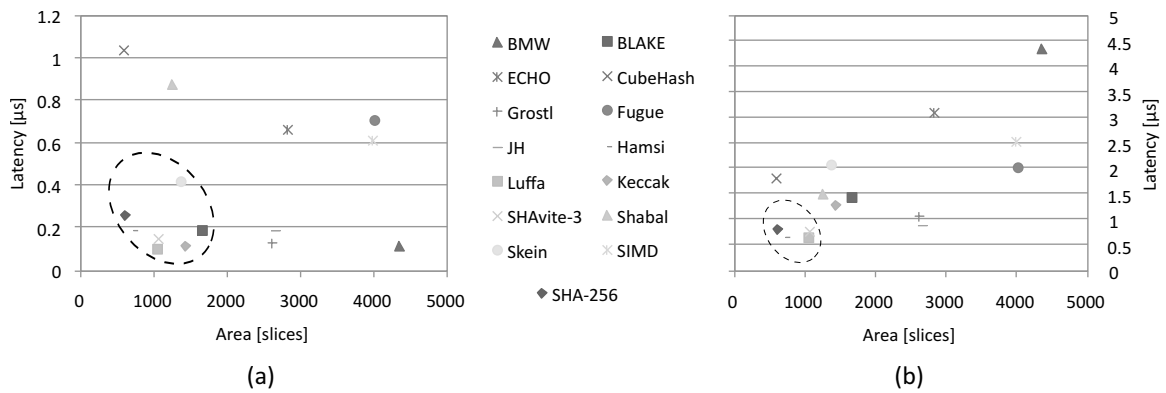 Latency [µs]
1.2
1
0.8
0.6
0.4
0.2
0
0 1000 2000 3000 4000 5000
Area [slices]
(a)
BMW BLAKE
ECHO CubeHash
Grostl Fugue
JH Hamsi
Luffa Keccak
SHAvite-3 Shabal
Skein SIMD
SHA-256
5
4.5
4
3.5
3
2.5
2
1.5
1
0.5
0
Latency [µs]
0 1000 2000 3000 4000 5000
Area [slices]
(b)